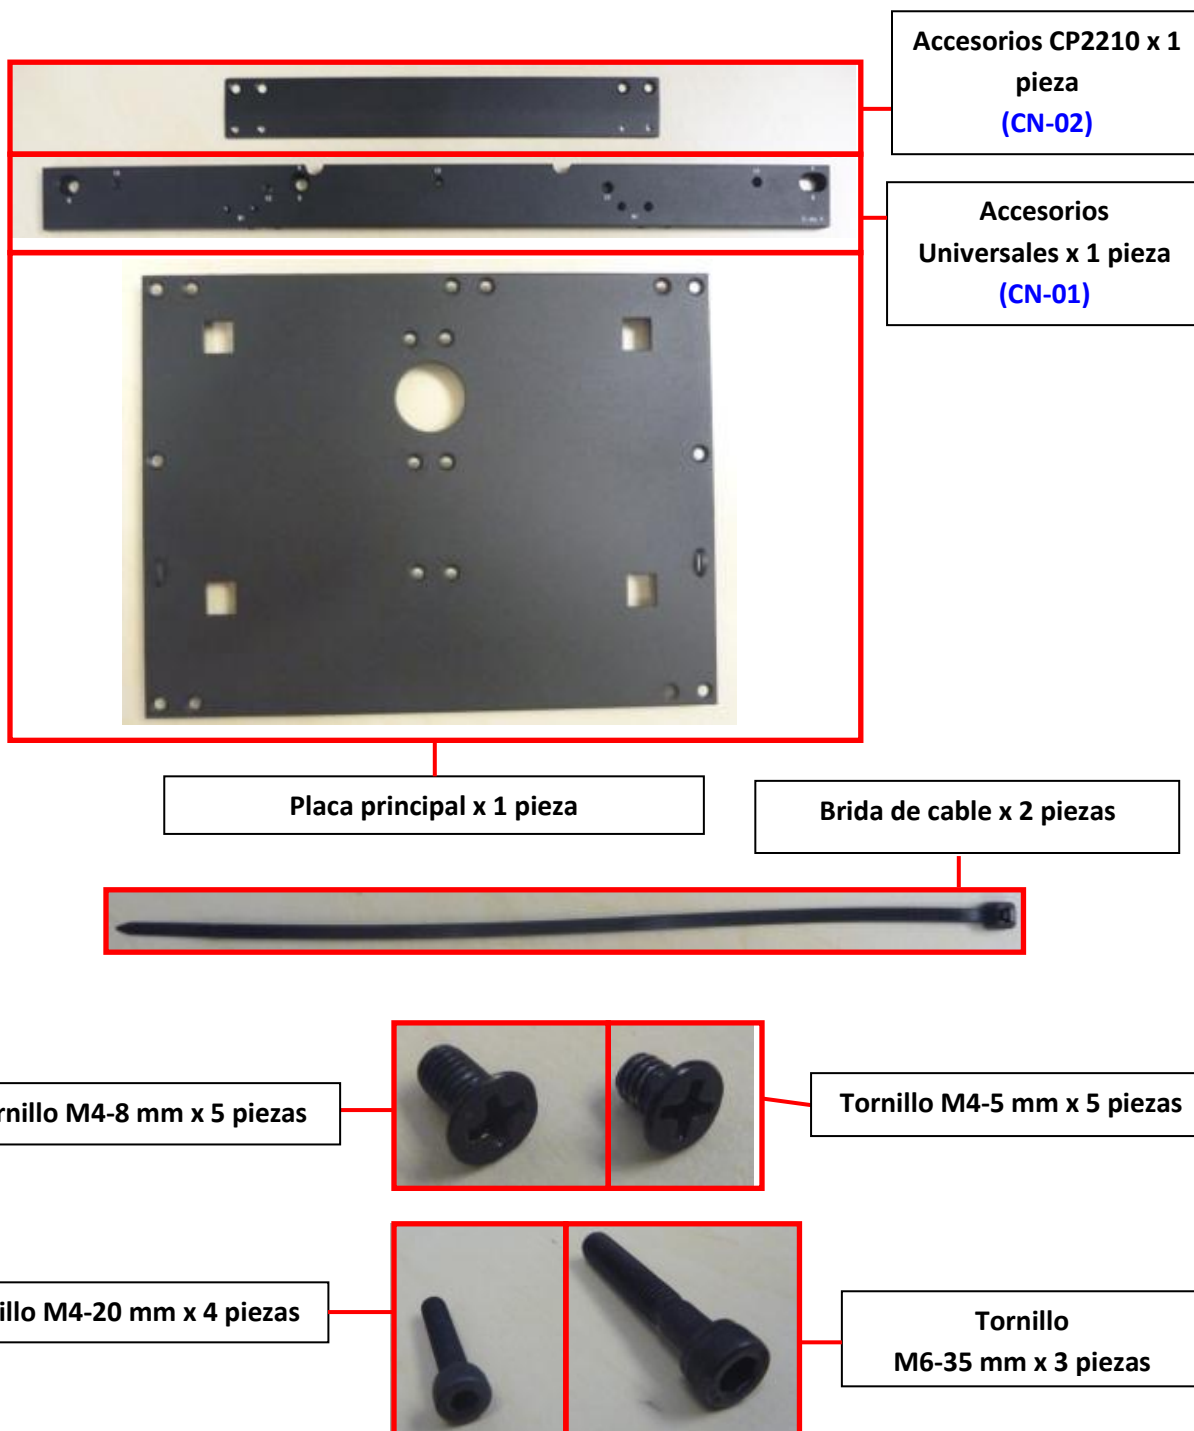 Accesorios CP2210 x 1
pieza
(CN-02)
Accesorios
Universales x 1 pieza
(CN-01)
Placa principal x 1 pieza
Brida de cable x 2 piezas
rnillo M4-8 mm x 5 piezas
Tornillo M4-5 mm x 5 piezas
illo M4-20 mm x 4 piezas
Tornillo
M6-35 mm x 3 piezas